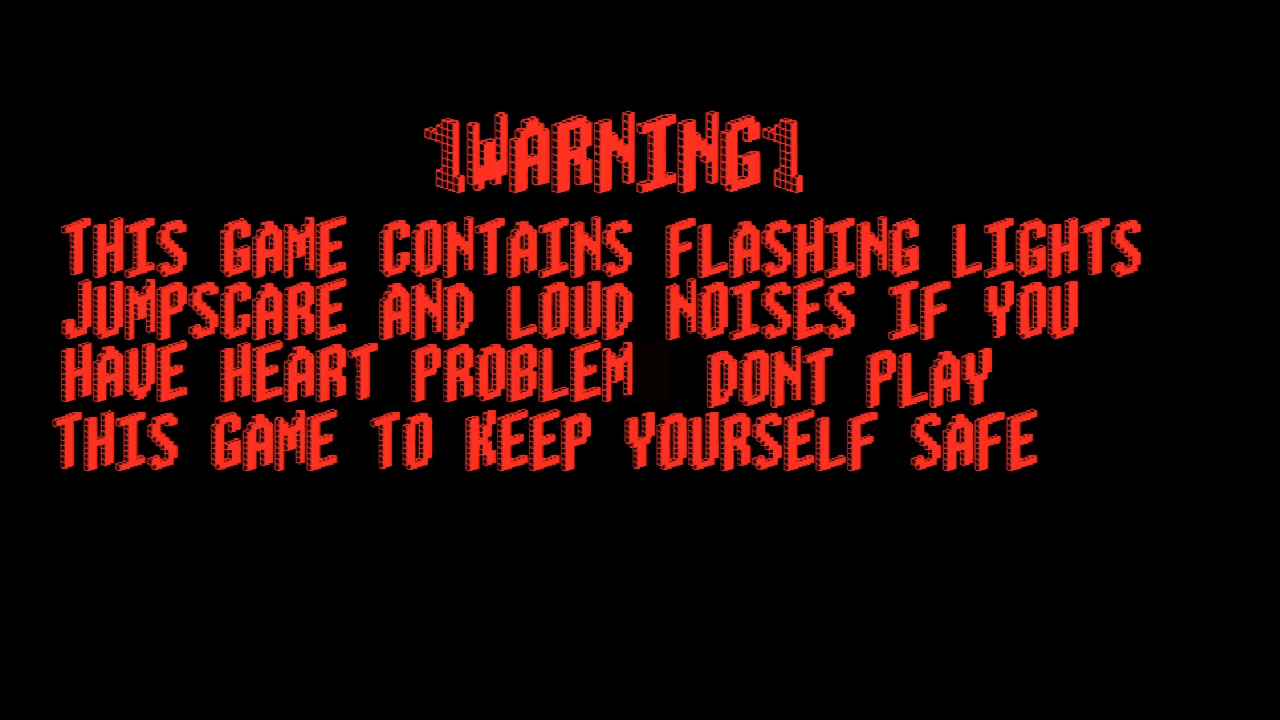 1WARNING1
THIS GAME CONTAINS FLASHING LIGHTS
JUMPSCARE AND LOUD NOISES IF YOU
HAVE HEART PROBLEM DONT PLAY
THIS GAME TO KEEP YOURSELF SAFE